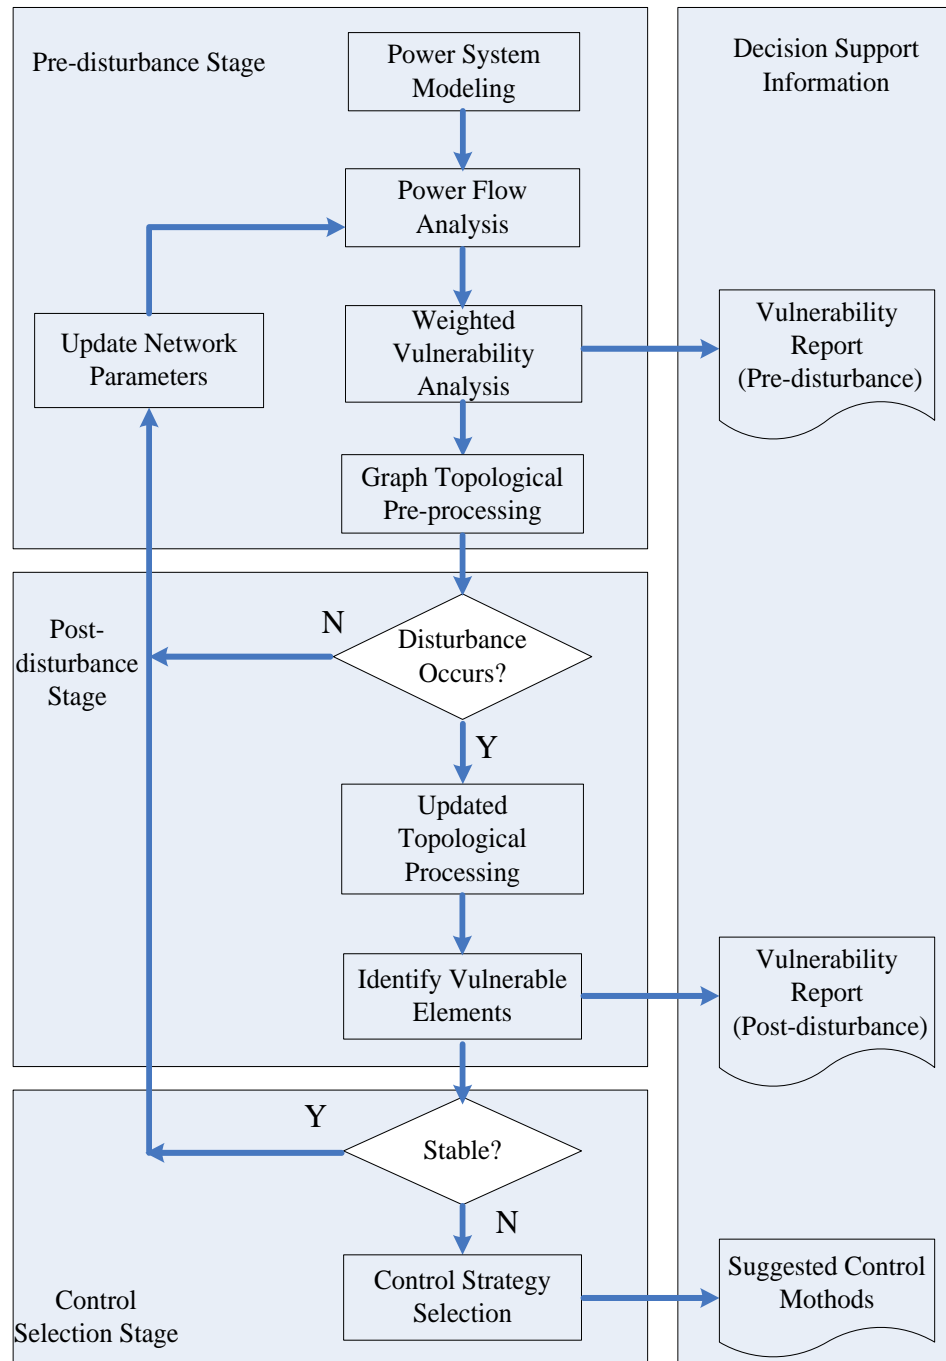 Pre-disturbance Stage
Power System
Modeling
Decision Support
Information
Power Flow
Analysis
Update Network
Parameters
Weighted
Vulnerability
Analysis
Vulnerability
Report
(Pre-disturbance)
Graph Topological
Pre-processing
Post-
disturbance
Stage
N
Disturbance
Occurs?
Y
Updated
Topological
Processing
Identify Vulnerable
Elements
Vulnerability
Report
(Post-disturbance)
Y
Stable?
N
Control
Selection Stage
Control Strategy
Selection
Suggested Control
Mothods